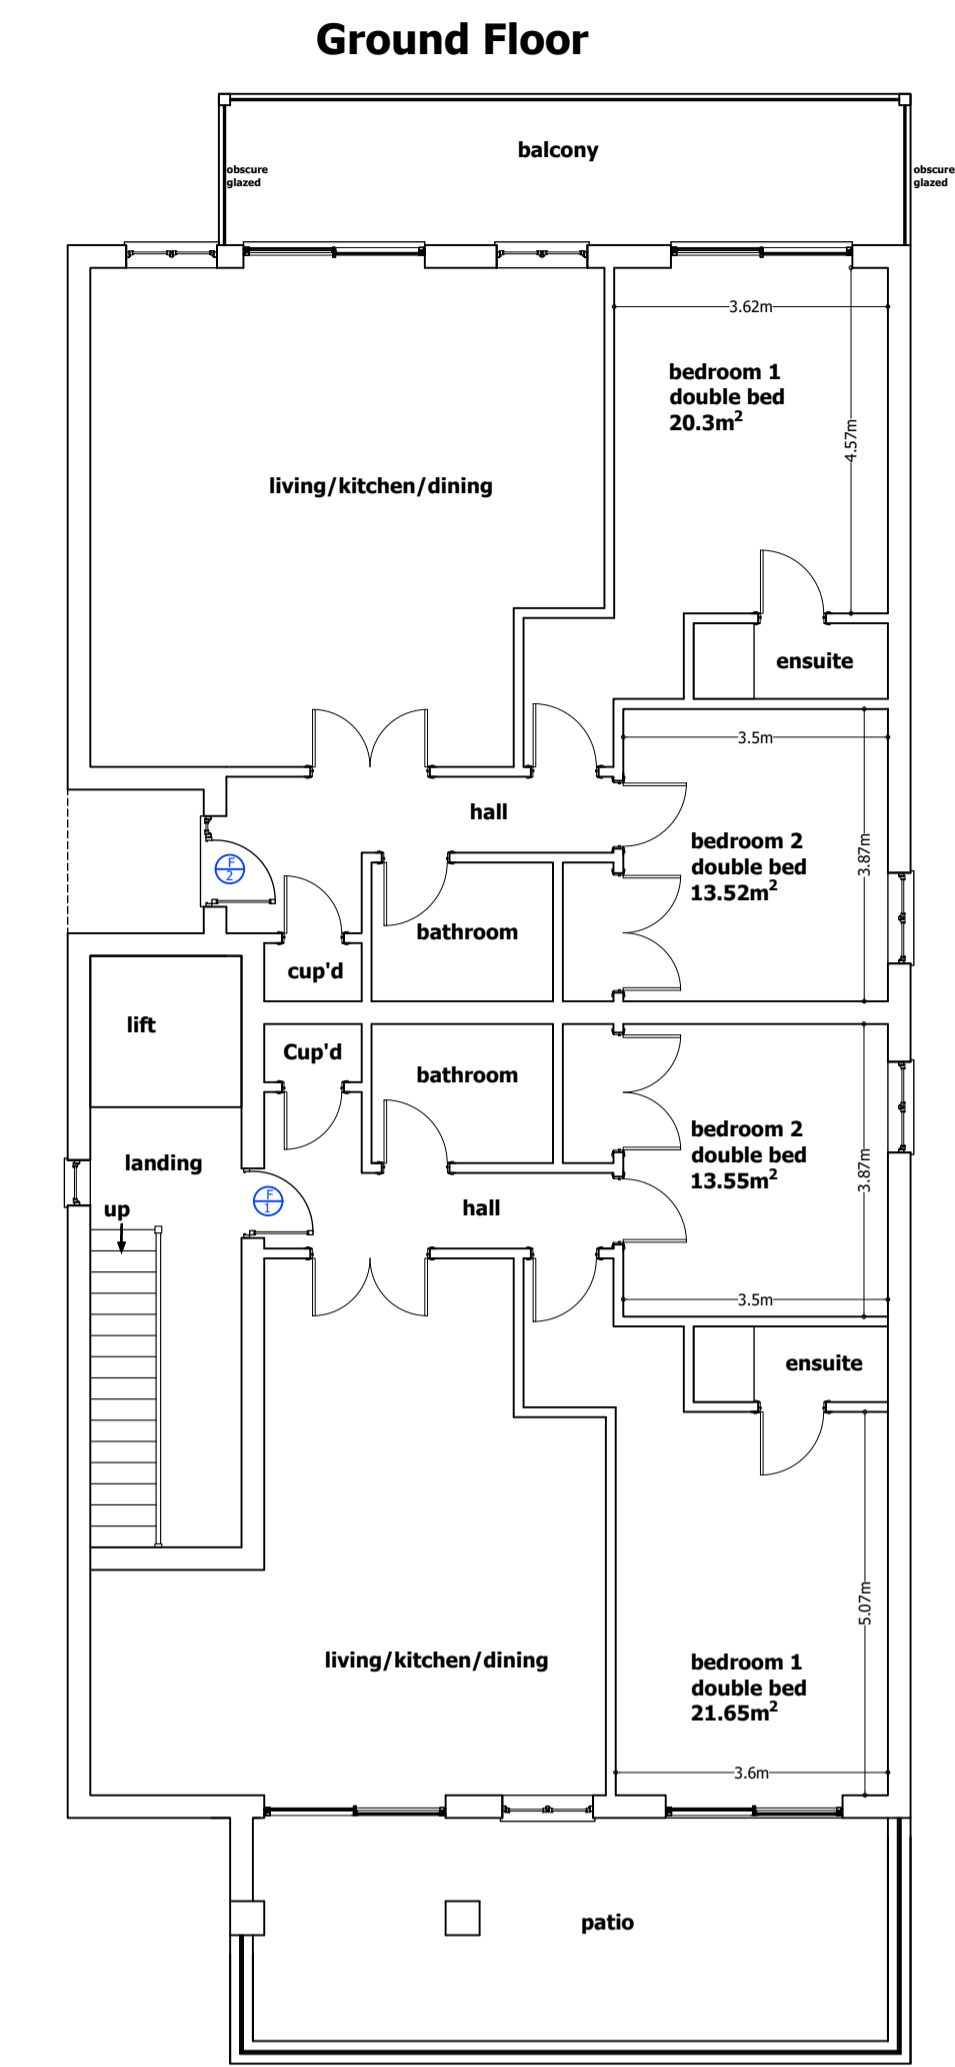 Ground Floor
balcony
obscure
glazed
obscure
glazed
3.62m
bedroom 1
double bed
20.3m²
4.57m
living/kitchen/dining
ensuite
3.5m
hall
bedroom 2
double bed
13.52m²
3.87m
F
2
bathroom
cup'd
lift
Cup'd
bathroom
bedroom 2
double bed
13.55m²
3.87m
landing
F
1
up
hall
3.5m
ensuite
5.07m
living/kitchen/dining
bedroom 1
double bed
21.65m²
3.6m
patio